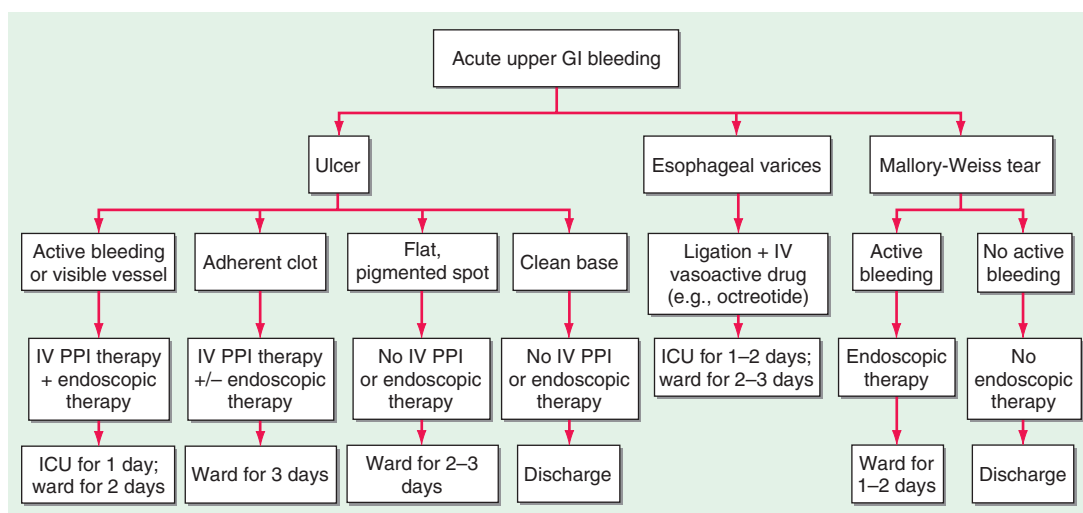 Acute upper GI bleeding
Ulcer
Esophageal varices
Mallory-Weiss tear
Active bleeding
or visible vessel
Adherent clot
Flat,
pigmented spot
Clean base
Ligation + IV
vasoactive drug
(e.g., octreotide)
Active
bleeding
No active
bleeding
IV PPI therapy
+ endoscopic
therapy
IV PPI therapy
+/– endoscopic
therapy
No IV PPI
or endoscopic
therapy
No IV PPI
or endoscopic
therapy
ICU for 1–2 days;
ward for 2–3 days
Endoscopic
therapy
No
endoscopic
therapy
ICU for 1 day;
ward for 2 days
Ward for 3 days
Ward for 2–3
days
Discharge
Ward for
1–2 days
Discharge